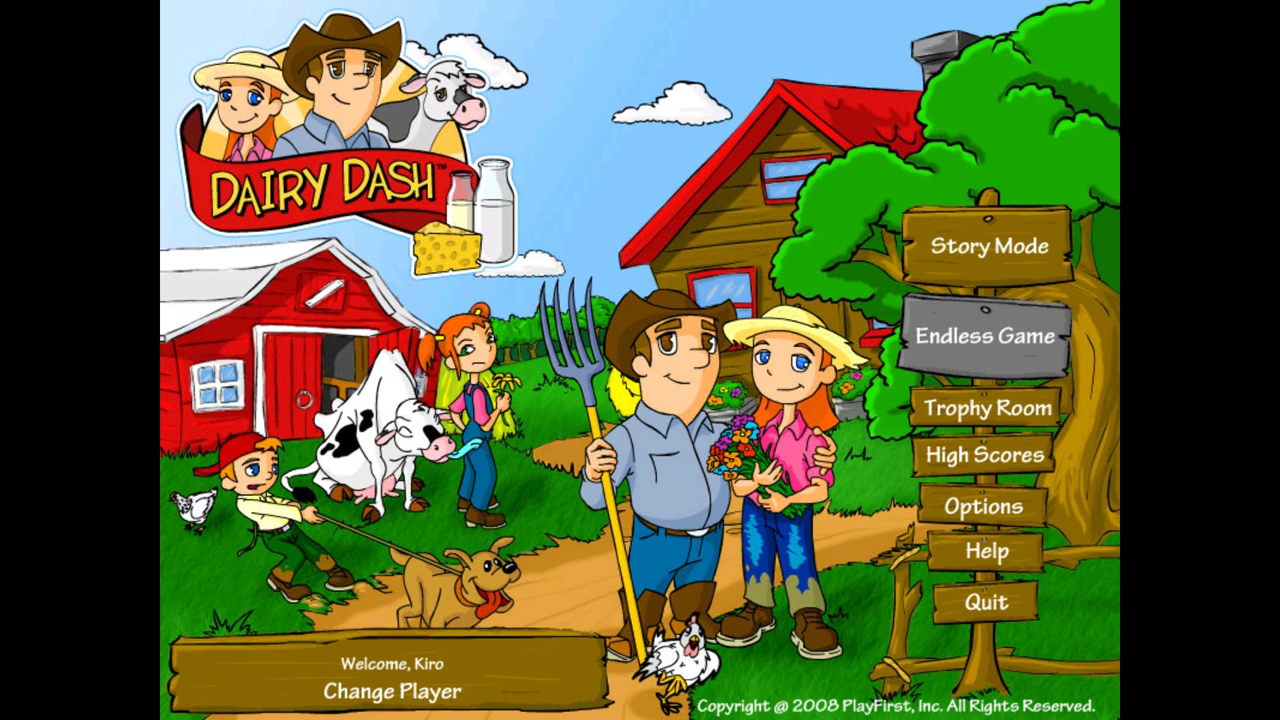 DAIRY DASH™
Story Mode
Endless Game
Trophy Room
High Scores
Options
Help
Quit
Welcome, Kiro
Change Player
Copyright @ 2008 PlayFirst, Inc. All Rights Reserved.